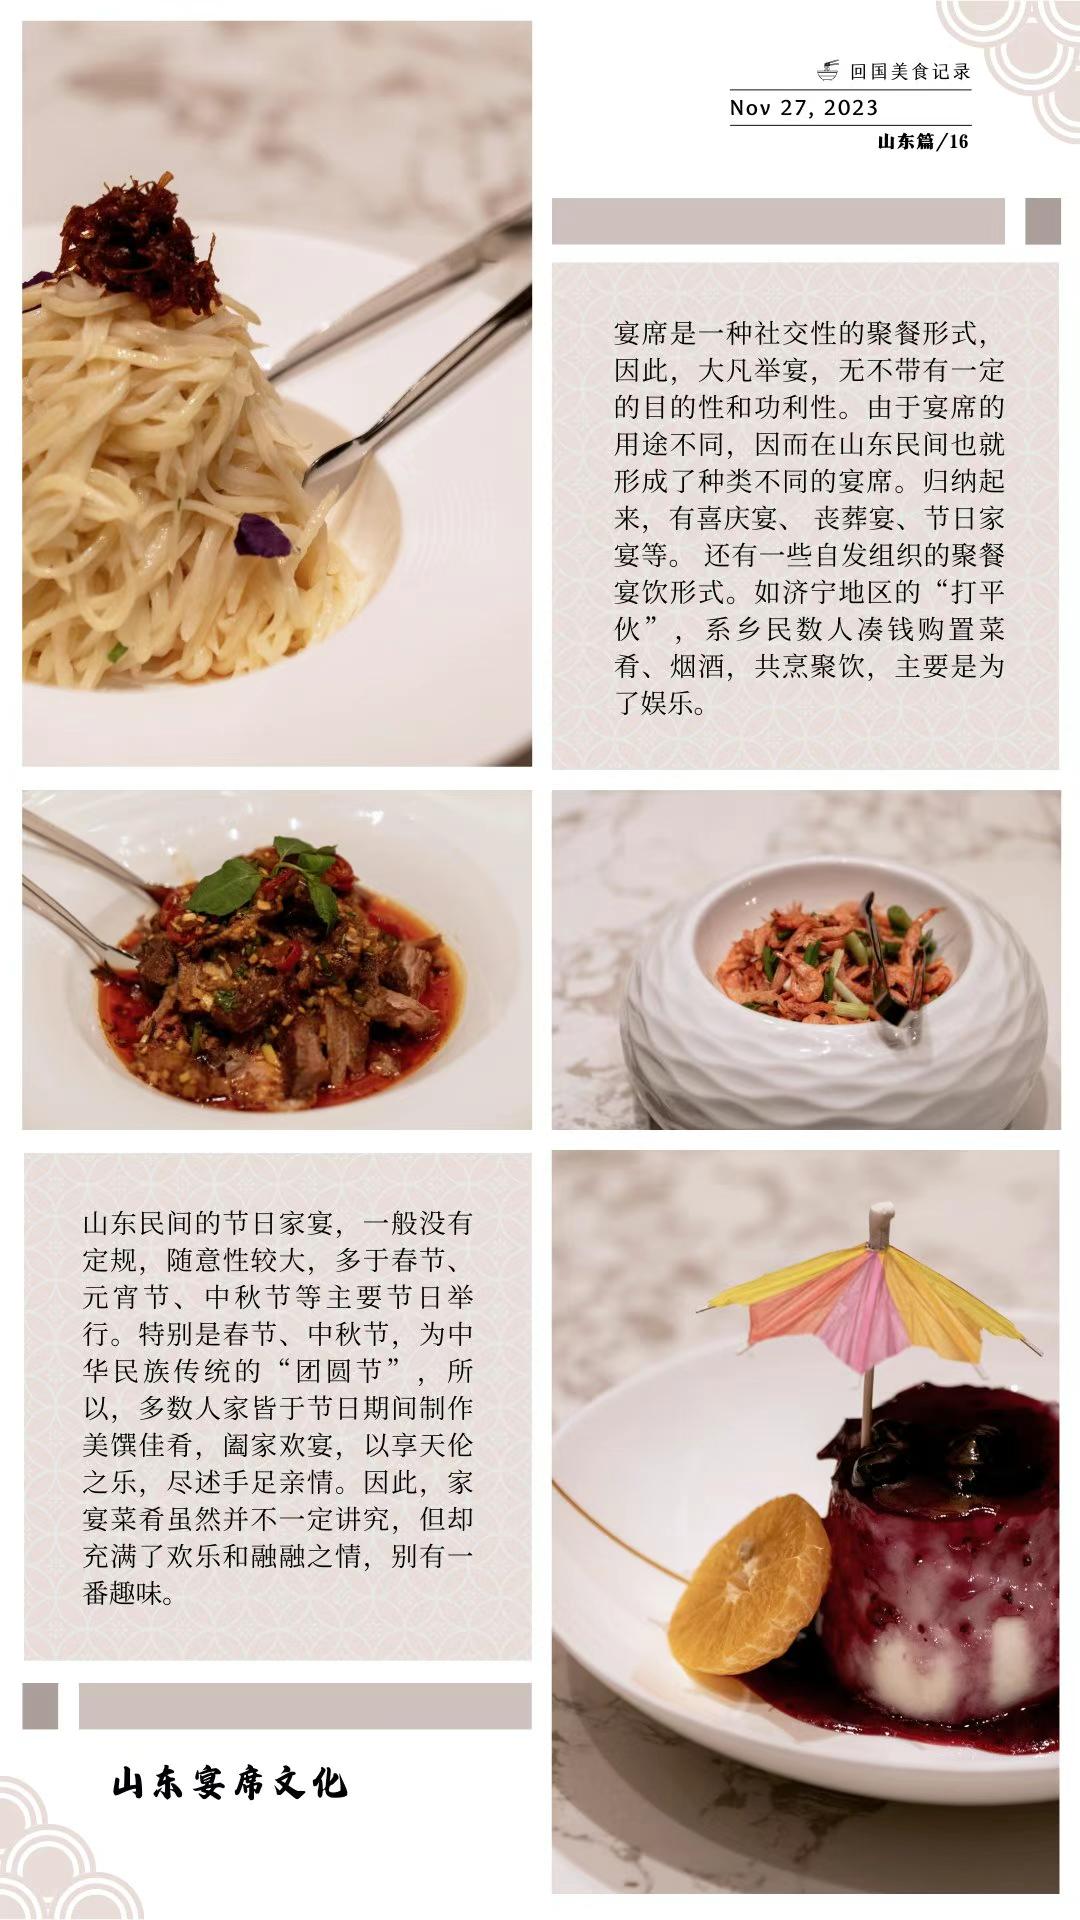 回国美食记录
Nov 27, 2023
山东篇/16
宴席是一种社交性的聚餐形式，
因此，大凡举宴，无不带有一定
的目的性和功利性。由于宴席的
用途不同，因而在山东民间也就
形成了种类不同的宴席。归纳起
来，有喜庆宴、 丧葬宴、节日家
宴等。 还有一些自发组织的聚餐
宴饮形式。如济宁地区的“打平
伙”，系乡民数人凑钱购置菜
肴、烟酒，共烹聚饮，主要是为
了娱乐。
山东民间的节日家宴，一般没有
定规，随意性较大，多于春节、
元宵节、中秋节等主要节日举
行。特别是春节、中秋节，为中
华民族传统的“团圆节”，所
以，多数人家皆于节日期间制作
美馔佳肴，阖家欢宴，以享天伦
之乐，尽述手足亲情。因此，家
宴菜肴虽然并不一定讲究，但却
充满了欢乐和融融之情，别有一
番趣味。
山东宴席文化